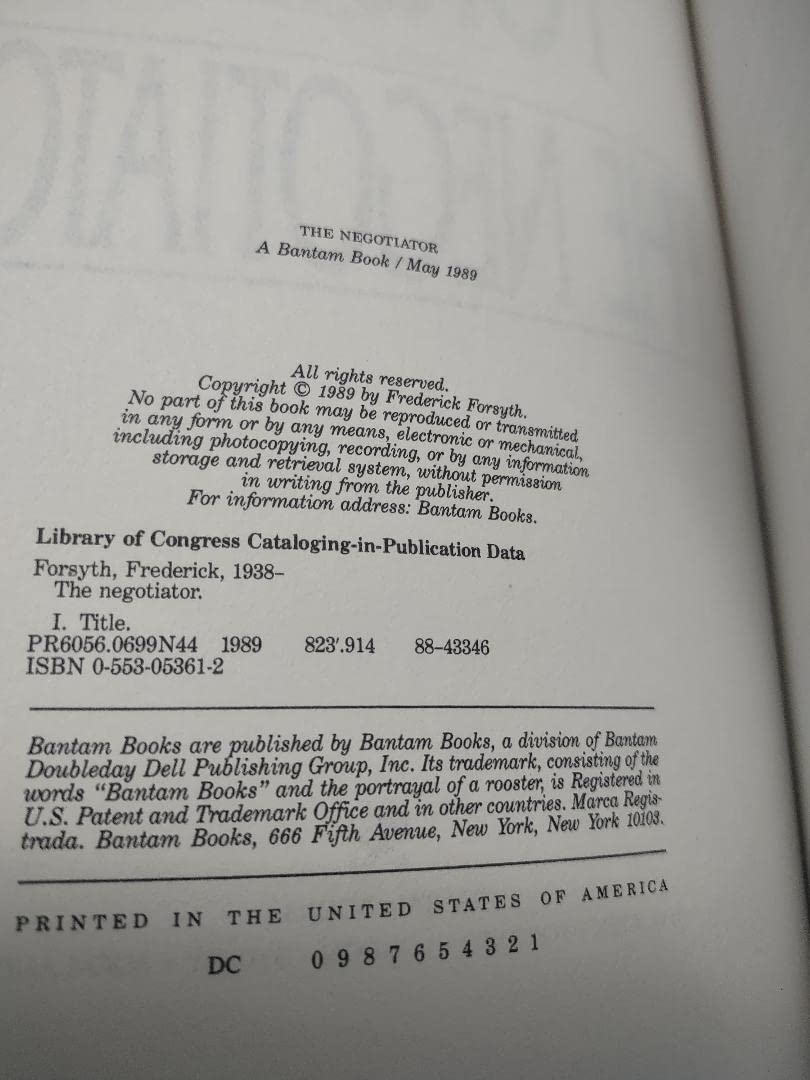 THE NEGOTIATOR
A Bantam Book / May 1989
All rights reserved.
Copyright © 1989 by Frederick Forsyth.
No part of this book may be reproduced or transmitted
in any form or by any means, electronic or mechanical,
including photocopying, recording, or by any information
storage and retrieval system, without permission
in writing from the publisher.
For information address: Bantam Books.
Library of Congress Cataloging-in-Publication Data
Forsyth, Frederick, 1938–
The negotiator.
I. Title.
PR6056.0699N44 1989 823'.914 88–43346
ISBN 0-553-05361-2
Bantam Books are published by Bantam Books, a division of Bantam
Doubleday Dell Publishing Group, Inc. Its trademark, consisting of the
words “Bantam Books” and the portrayal of a rooster, is Registered in
U.S. Patent and Trademark Office and in other countries. Marca Regis-
trada. Bantam Books, 666 Fifth Avenue, New York, New York 10103.
PRINTED IN THE UNITED STATES OF AMERICA
DC 0 9 8 7 6 5 4 3 2 1